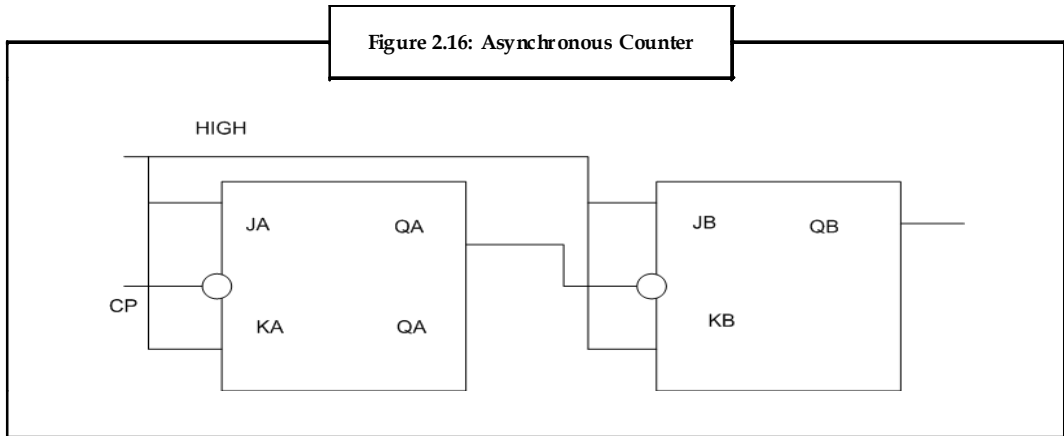 Figure 2.16: Asynchronous Counter
HIGH
JA QA JB QB
CP
KA QA KB